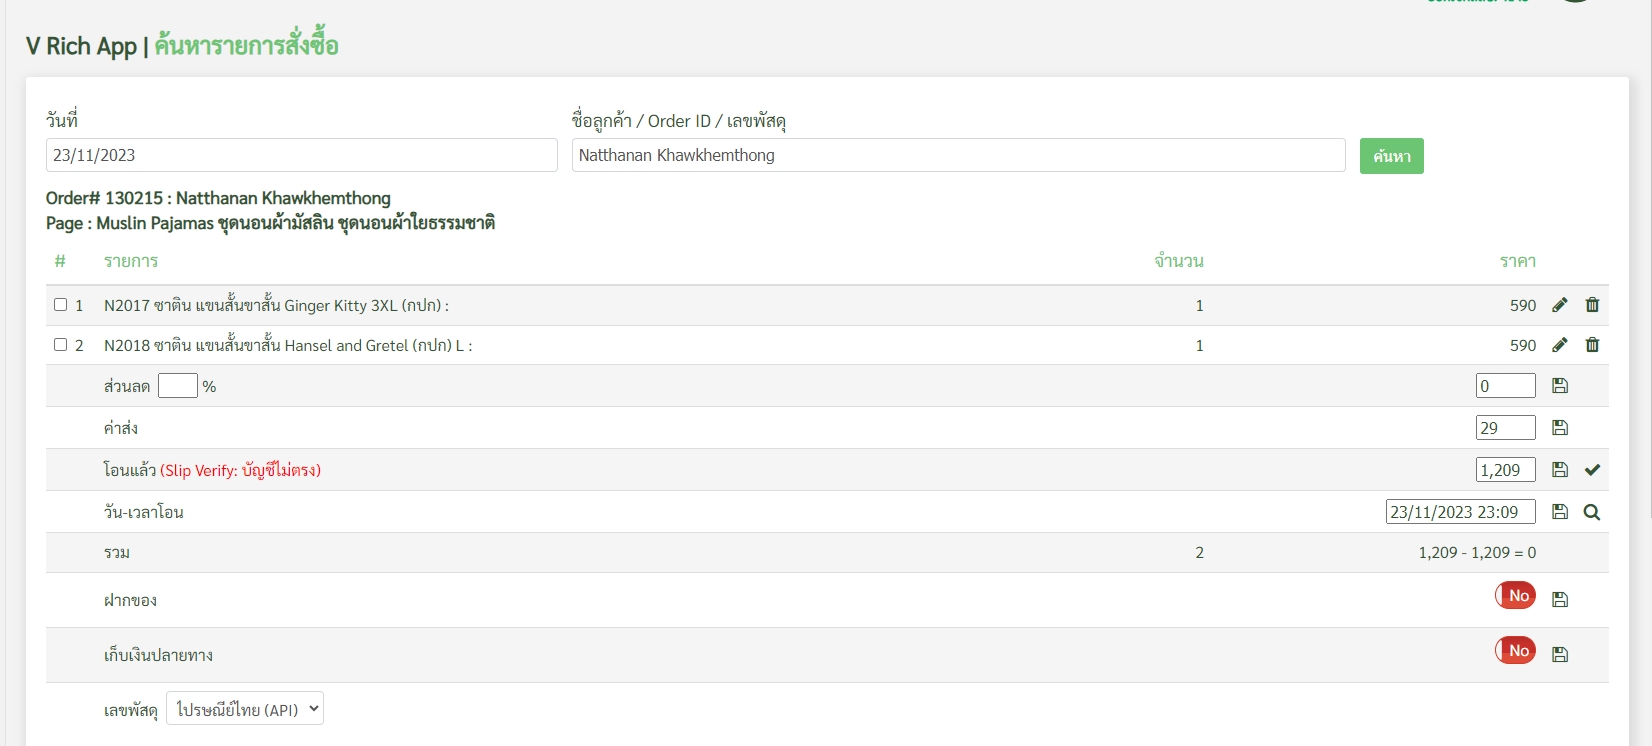 V Rich App | ค้นหารายการสั่งซื้อ
วันที่
ชื่อลูกค้า / Order ID / เลขพัสดุ
23/11/2023
Natthanan Khawkhemthong
ค้นหา
Order# 130215 : Natthanan Khawkhemthong
Page : Muslin Pajamas ชุดนอนผ้ามัสลิน ชุดนอนผ้าใยธรรมชาติ
# รายการ จำนวน ราคา
1 N2017 ซาติน แขนสั้นขาสั้น Ginger Kitty 3XL (กปก) : 1 590
2 N2018 ซาติน แขนสั้นขาสั้น Hansel and Gretel (กปก) L : 1 590
ส่วนลด % 0
ค่าส่ง 29
โอนแล้ว (Slip Verify: บัญชีไม่ตรง) 1,209
วัน-เวลาโอน 23/11/2023 23:09
รวม 2 1,209 - 1,209 = 0
ฝากของ No
เก็บเงินปลายทาง No
เลขพัสดุ ไปรษณีย์ไทย (API)